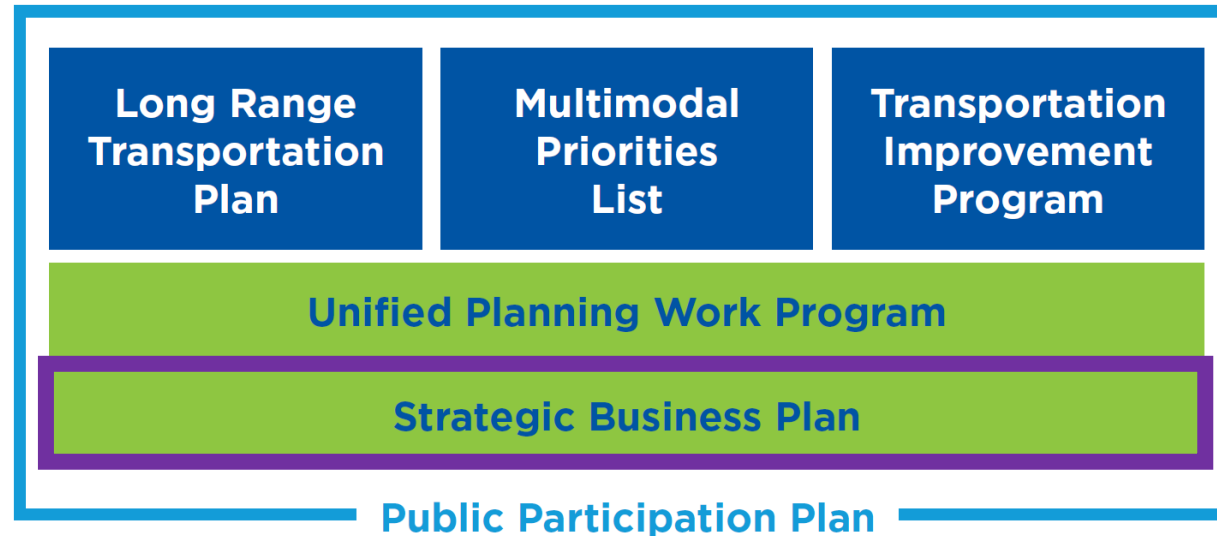 Long Range
Transportation
Plan
Multimodal
Priorities
List
Transportation
Improvement
Program
Unified Planning Work Program
Strategic Business Plan
Public Participation Plan